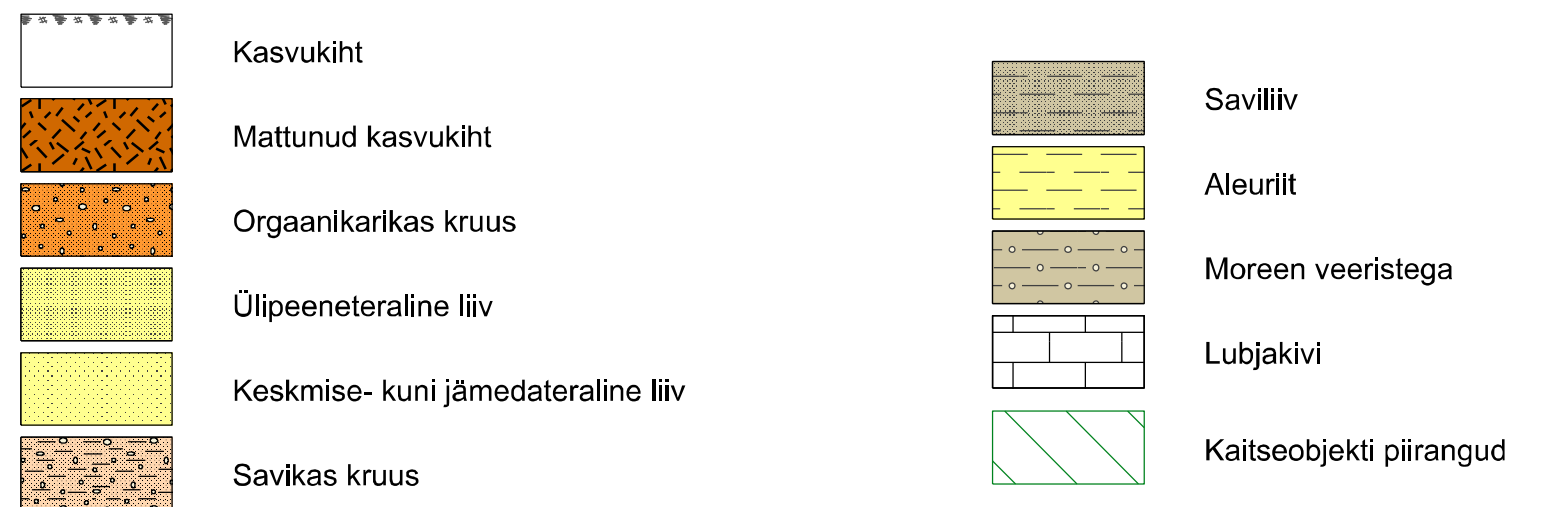 Kasvukiht
Mattunud kasvukiht
Orgaanikarikas kruus
Ülipeeneteraline liiv
Keskmise- kuni jämedateraline liiv
Savikas kruus
Saviliiv
Aleuriit
Moreen veeristega
Lubjakivi
Kaitseobjekti piirangud